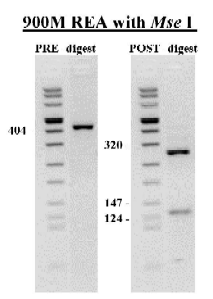 900M REA with Mse I
PRE digest
POST digest
404
320
147 -
124 -